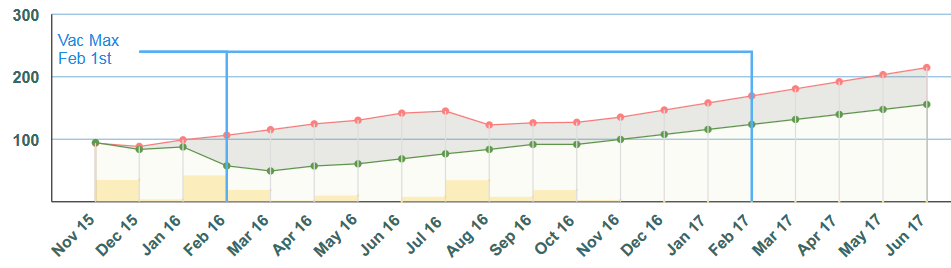 300
Vac Max
Feb 1st
200
100
Nov 15
Dec 15
Jan 16
Feb 16
Mar 16
Apr 16
May 16
Jun 16
Jul 16
Aug 16
Sep 16
Oct 16
Nov 16
Dec 16
Jan 17
Feb 17
Mar 17
Apr 17
May 17
Jun 17